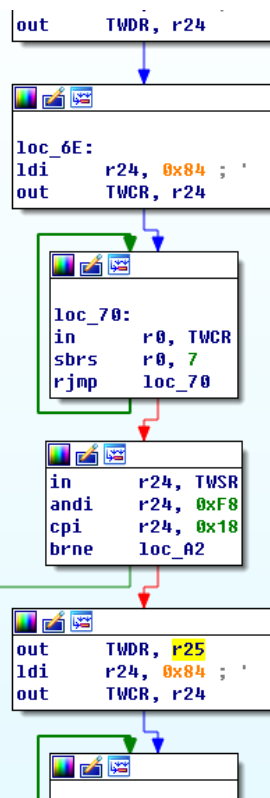 out     TWDR, r24
loc_6E:
ldi     r24, 0x84 ; '
out     TWCR, r24
loc_70:
in      r0, TWCR
sbrs    r0, 7
rjmp    loc_70
in      r24, TWSR
andi    r24, 0xF8
cpi     r24, 0x18
brne    loc_A2
out     TWDR, r25
ldi     r24, 0x84 ; '
out     TWCR, r24